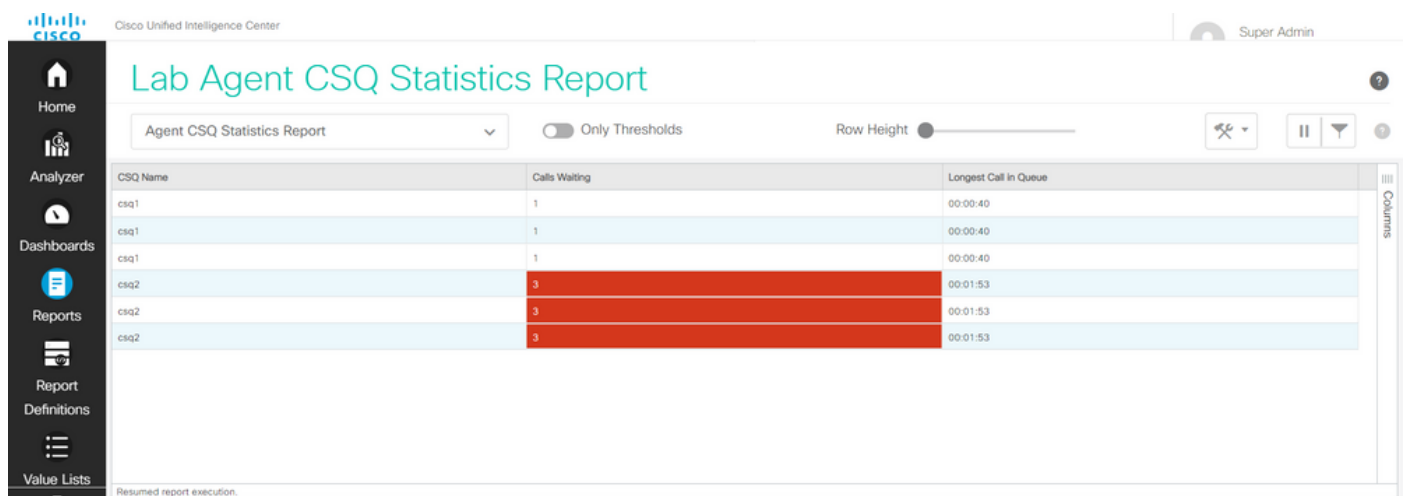 CISCO
Cisco Unified Intelligence Center
Super Admin
Home
Analyzer
Dashboards
Reports
Report
Definitions
Value Lists
Lab Agent CSQ Statistics Report
?
Agent CSQ Statistics Report
Only Thresholds
Row Height
?
CSQ Name Calls Waiting Longest Call in Queue
csq1 1 00:00:40
csq1 1 00:00:40
csq1 1 00:00:40
csq2 3 00:01:53
csq2 3 00:01:53
csq2 3 00:01:53
Columns
Resumed report execution.